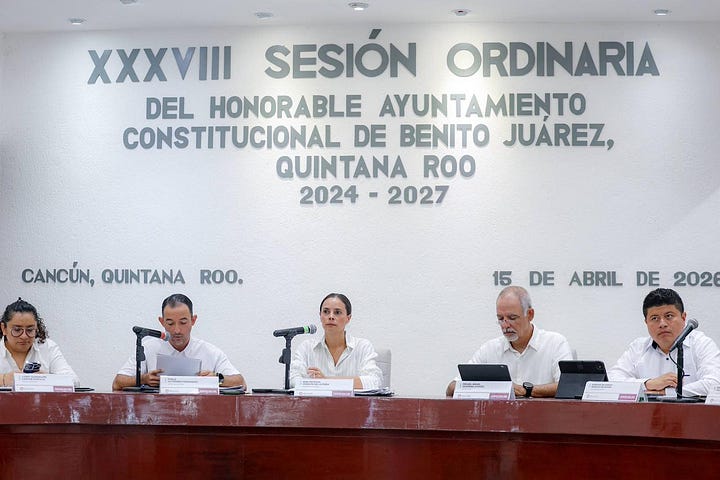 XXXVIII SESIÓN ORDINARIA
DEL HONORABLE AYUNTAMIENTO
CONSTITUCIONAL DE BENITO JUÁREZ,
QUINTANA ROO
2024 - 2027
CANCÚN, QUINTANA ROO.
15 DE ABRIL DE 2026